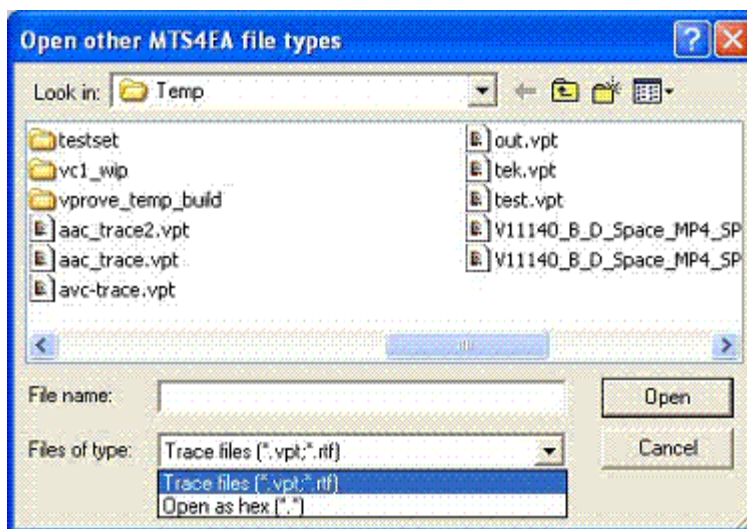 Open other MTS4EA file types
Look in: Temp
testset
vc1_wip
vprove_temp_build
aac_trace2.vpt
aac_trace.vpt
avc-trace.vpt
out.vpt
tek.vpt
test.vpt
V11140_B_D_Space_MP4_SP
V11140_B_D_Space_MP4_SP
File name:
Open
Files of type: Trace files (*.vpt;*.rtf)
Cancel
Trace files (*.vpt;*.rtf)
Open as hex (*.*)